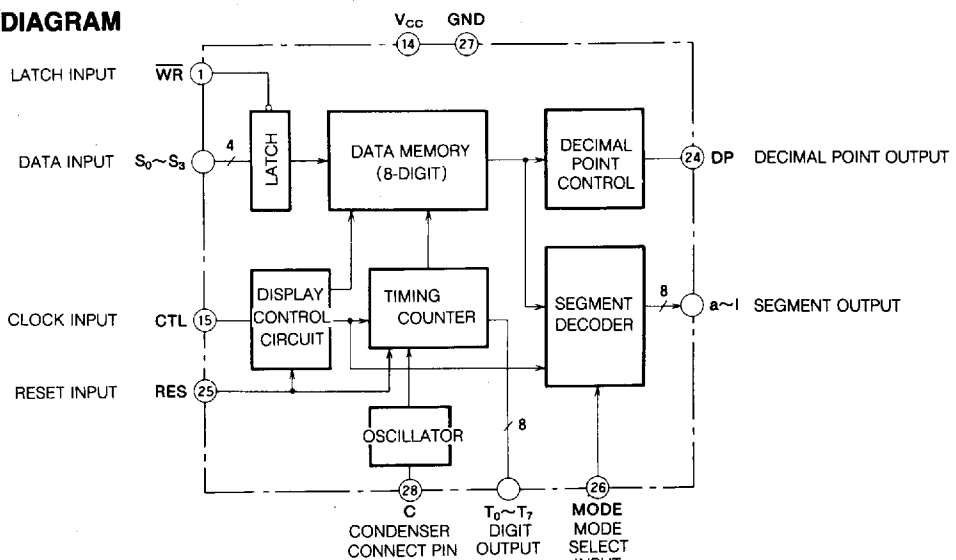 DIAGRAM
VCC GND
14 27
LATCH INPUT WR 1
DATA INPUT S0~S3
4
LATCH
DATA MEMORY
(8-DIGIT)
DECIMAL
POINT
CONTROL
24 DP DECIMAL POINT OUTPUT
CLOCK INPUT CTL 15
DISPLAY
CONTROL
CIRCUIT
TIMING
COUNTER
SEGMENT
DECODER
8
a~l SEGMENT OUTPUT
RESET INPUT RES 25
OSCILLATOR
8
28
C
CONDENSER
CONNECT PIN
T0~T7
DIGIT
OUTPUT
26
MODE
MODE
SELECT